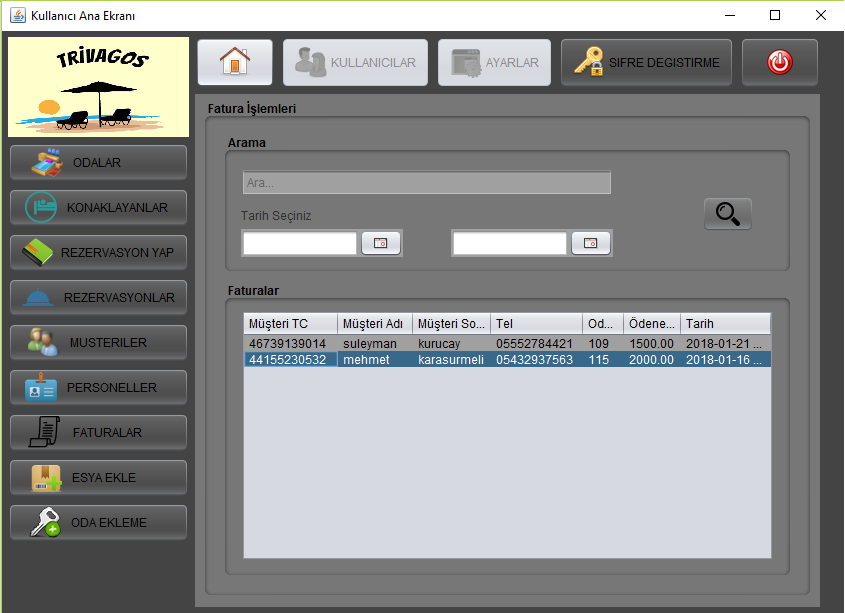 Kullanıcı Ana Ekranı
TRİVAGOS
KULLANICILAR
AYARLAR
SIFRE DEGISTIRME
ODALAR
KONAKLAYANLAR
REZERVASYON YAP
REZERVASYONLAR
MUSTERILER
PERSONELLER
FATURALAR
ESYA EKLE
ODA EKLEME
Fatura İşlemleri
Arama
Ara...
Tarih Seçiniz
Faturalar
Müşteri TC Müşteri Adı Müşteri So... Tel Od... Ödene... Tarih
46739139014 suleyman kurucay 05552784421 109 1500.00 2018-01-21 ...
44155230532 mehmet karasurmeli 05432937563 115 2000.00 2018-01-16 ...